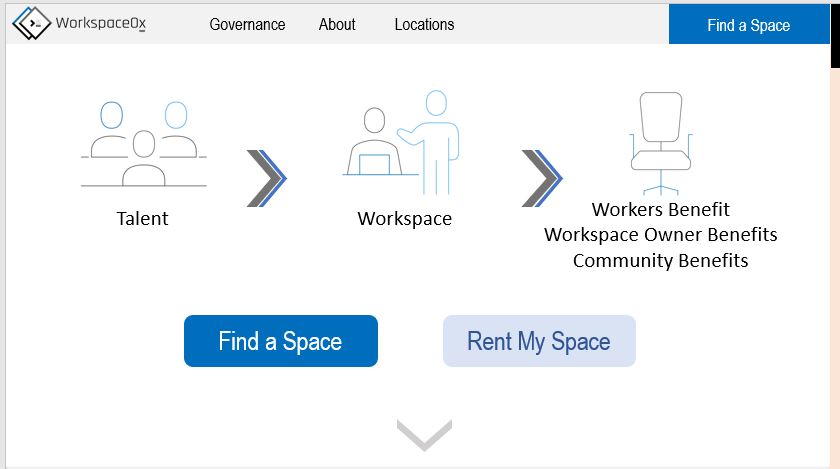 Workspace0x
Governance
About
Locations
Find a Space
Talent
Workspace
Workers Benefit
Workspace Owner Benefits
Community Benefits
Find a Space
Rent My Space